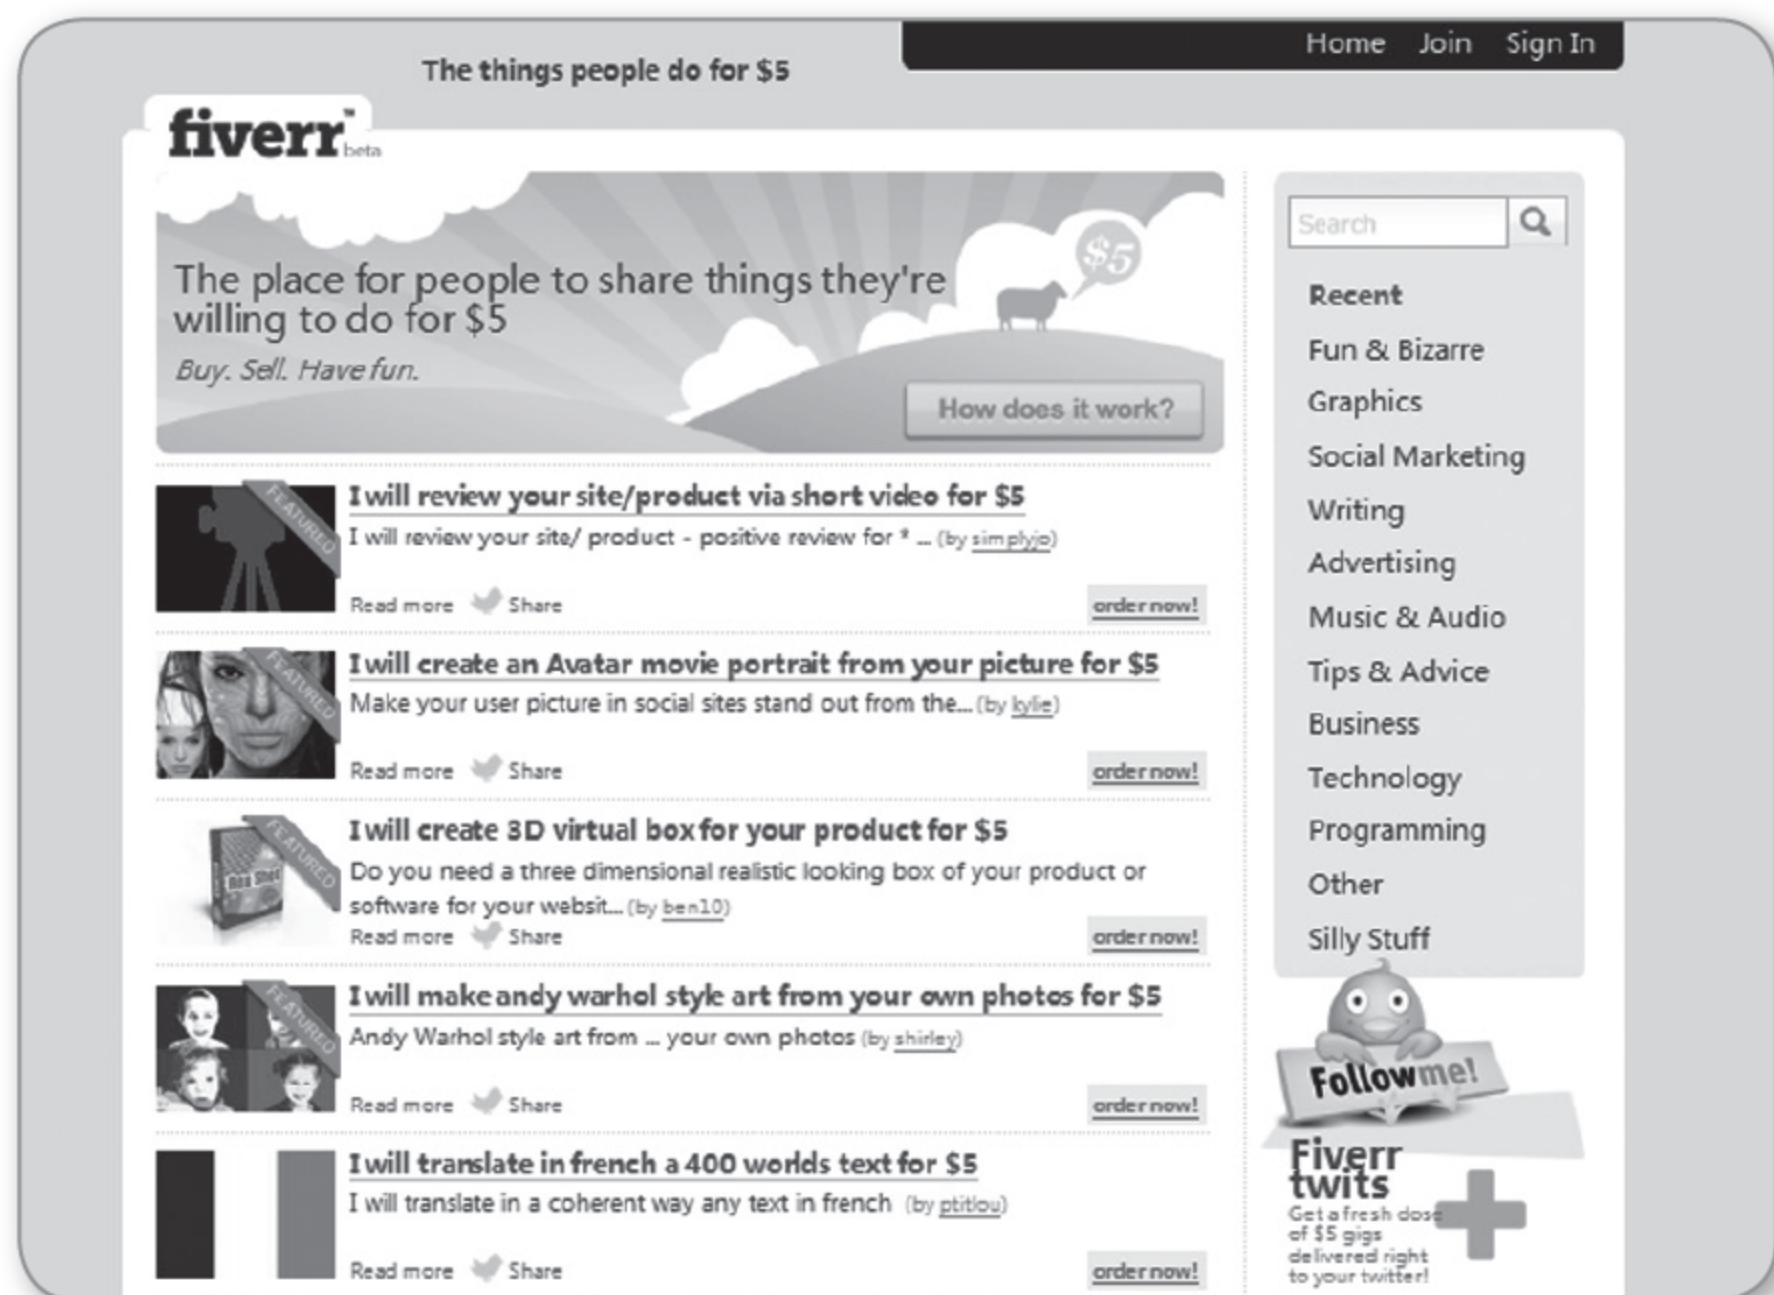 Home Join Sign In
The things people do for $5
fiverr™
beta
The place for people to share things they're
willing to do for $5
Buy. Sell. Have fun.
$5
How does it work?
FEATURED
I will review your site/product via short video for $5
I will review your site/ product - positive review for * ... (by simplyjo)
Read more Share order now!
FEATURED
I will create an Avatar movie portrait from your picture for $5
Make your user picture in social sites stand out from the... (by kylie)
Read more Share order now!
FEATURED
Box Shot
I will create 3D virtual box for your product for $5
Do you need a three dimensional realistic looking box of your product or
software for your websit... (by ben10)
Read more Share order now!
FEATURED
I will make andy warhol style art from your own photos for $5
Andy Warhol style art from ... your own photos (by shirley)
Read more Share order now!
I will translate in french a 400 worlds text for $5
I will translate in a coherent way any text in french (by ptitlou)
Read more Share order now!
Search
Recent
Fun & Bizarre
Graphics
Social Marketing
Writing
Advertising
Music & Audio
Tips & Advice
Business
Technology
Programming
Other
Silly Stuff
Follow me!
Fiverr
twits
Get a fresh dose
of $5 gigs
delivered right
to your twitter!